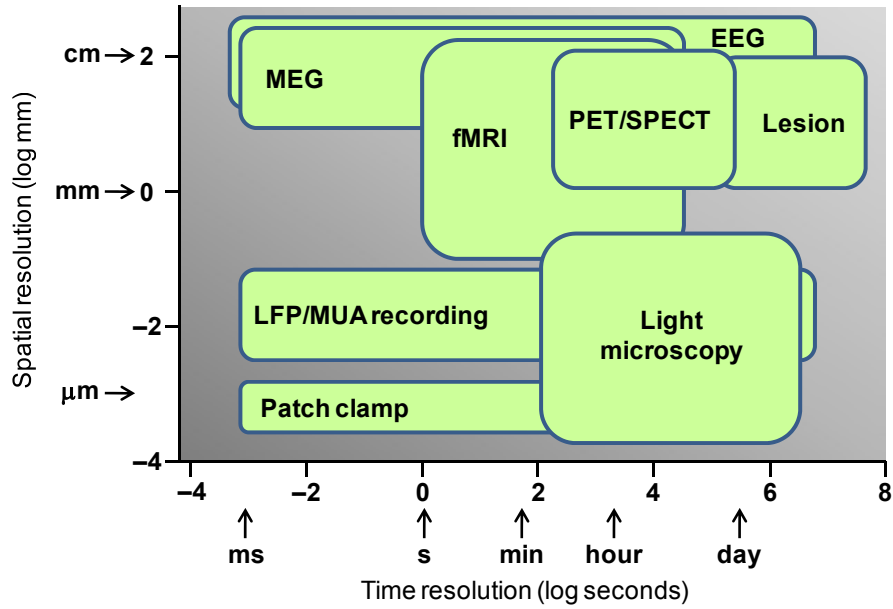 EEG
cm → 2
MEG
PET/SPECT
Lesion
fMRI
mm → 0
Spatial resolution (log mm)
LFP/MUA recording
Light
microscopy
–2
μm →
Patch clamp
–4
–4 –2 0 2 4 6 8
↑ ↑ ↑ ↑ ↑
ms s min hour day
Time resolution (log seconds)